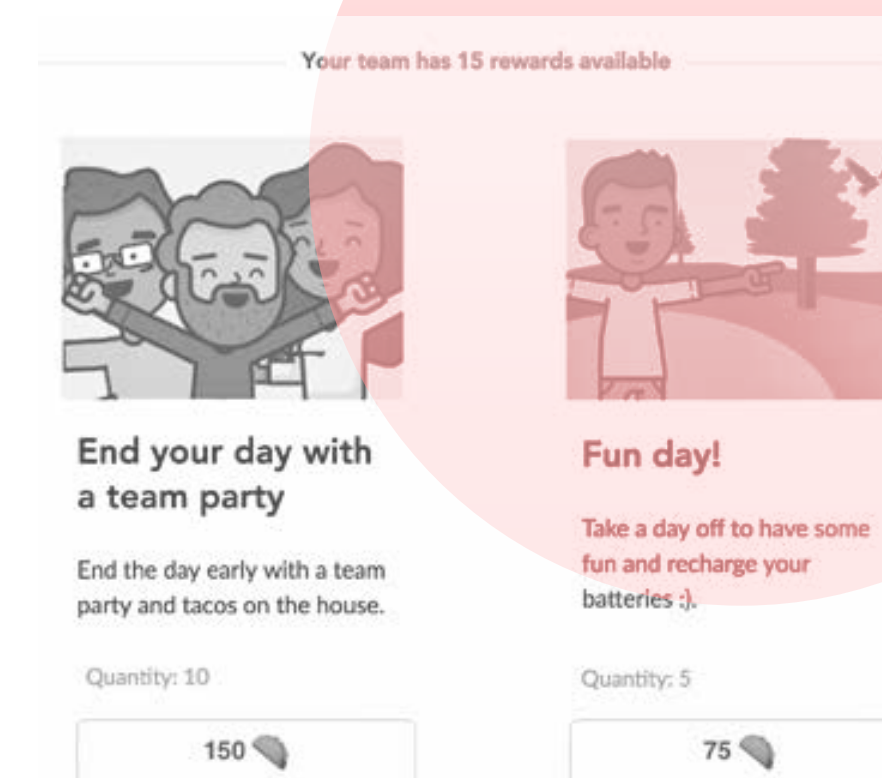 Your team has 15 rewards available
End your day with
a team party
End the day early with a team
party and tacos on the house.
Quantity: 10
150
Fun day!
Take a day off to have some
fun and recharge your
batteries :).
Quantity: 5
75